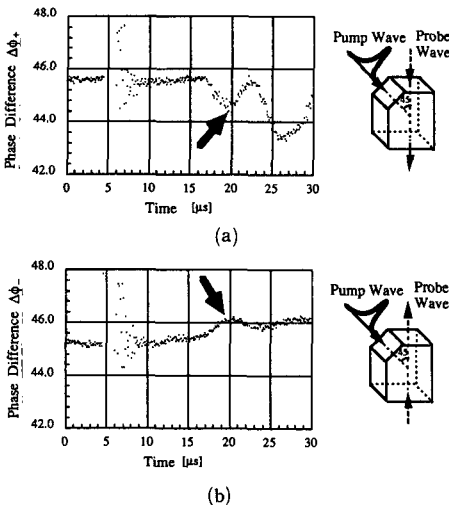 Phase Difference Δϕ₊
48.0
46.0
44.0
42.0
0 5 10 15 20 25 30
Time [µs]
Pump Wave
Probe
Wave
45
(a)
Phase Difference Δϕ₋
48.0
46.0
44.0
42.0
0 5 10 15 20 25 30
Time [µs]
Pump Wave
Probe
Wave
45
(b)